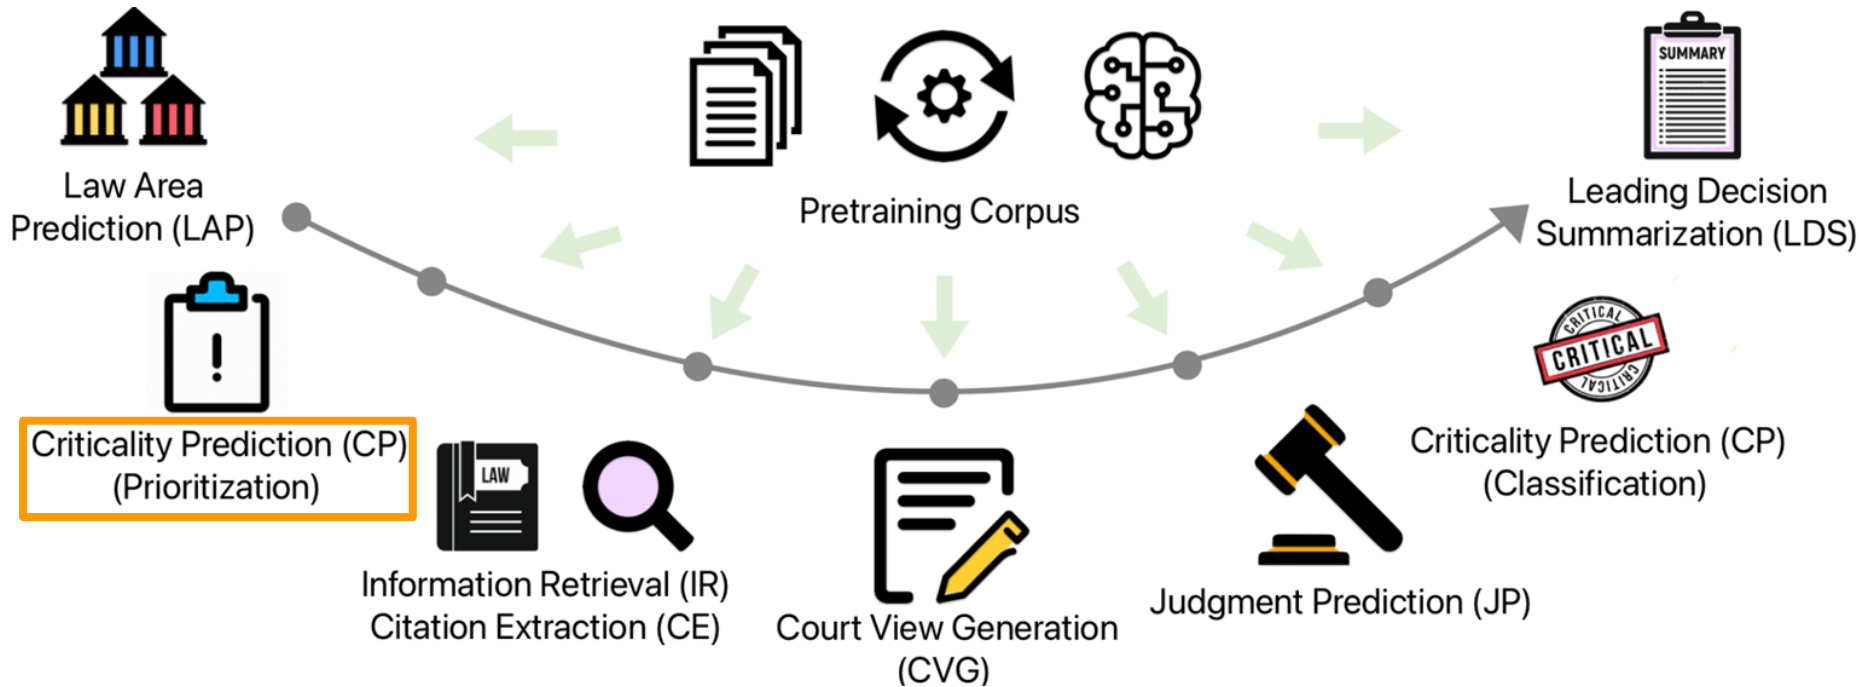 Law Area
Prediction (LAP)
Criticality Prediction (CP)
(Prioritization)
LAW
Information Retrieval (IR)
Citation Extraction (CE)
Pretraining Corpus
Court View Generation
(CVG)
Judgment Prediction (JP)
CRITICAL
CRITICAL
CRITICAL
Criticality Prediction (CP)
(Classification)
SUMMARY
Leading Decision
Summarization (LDS)